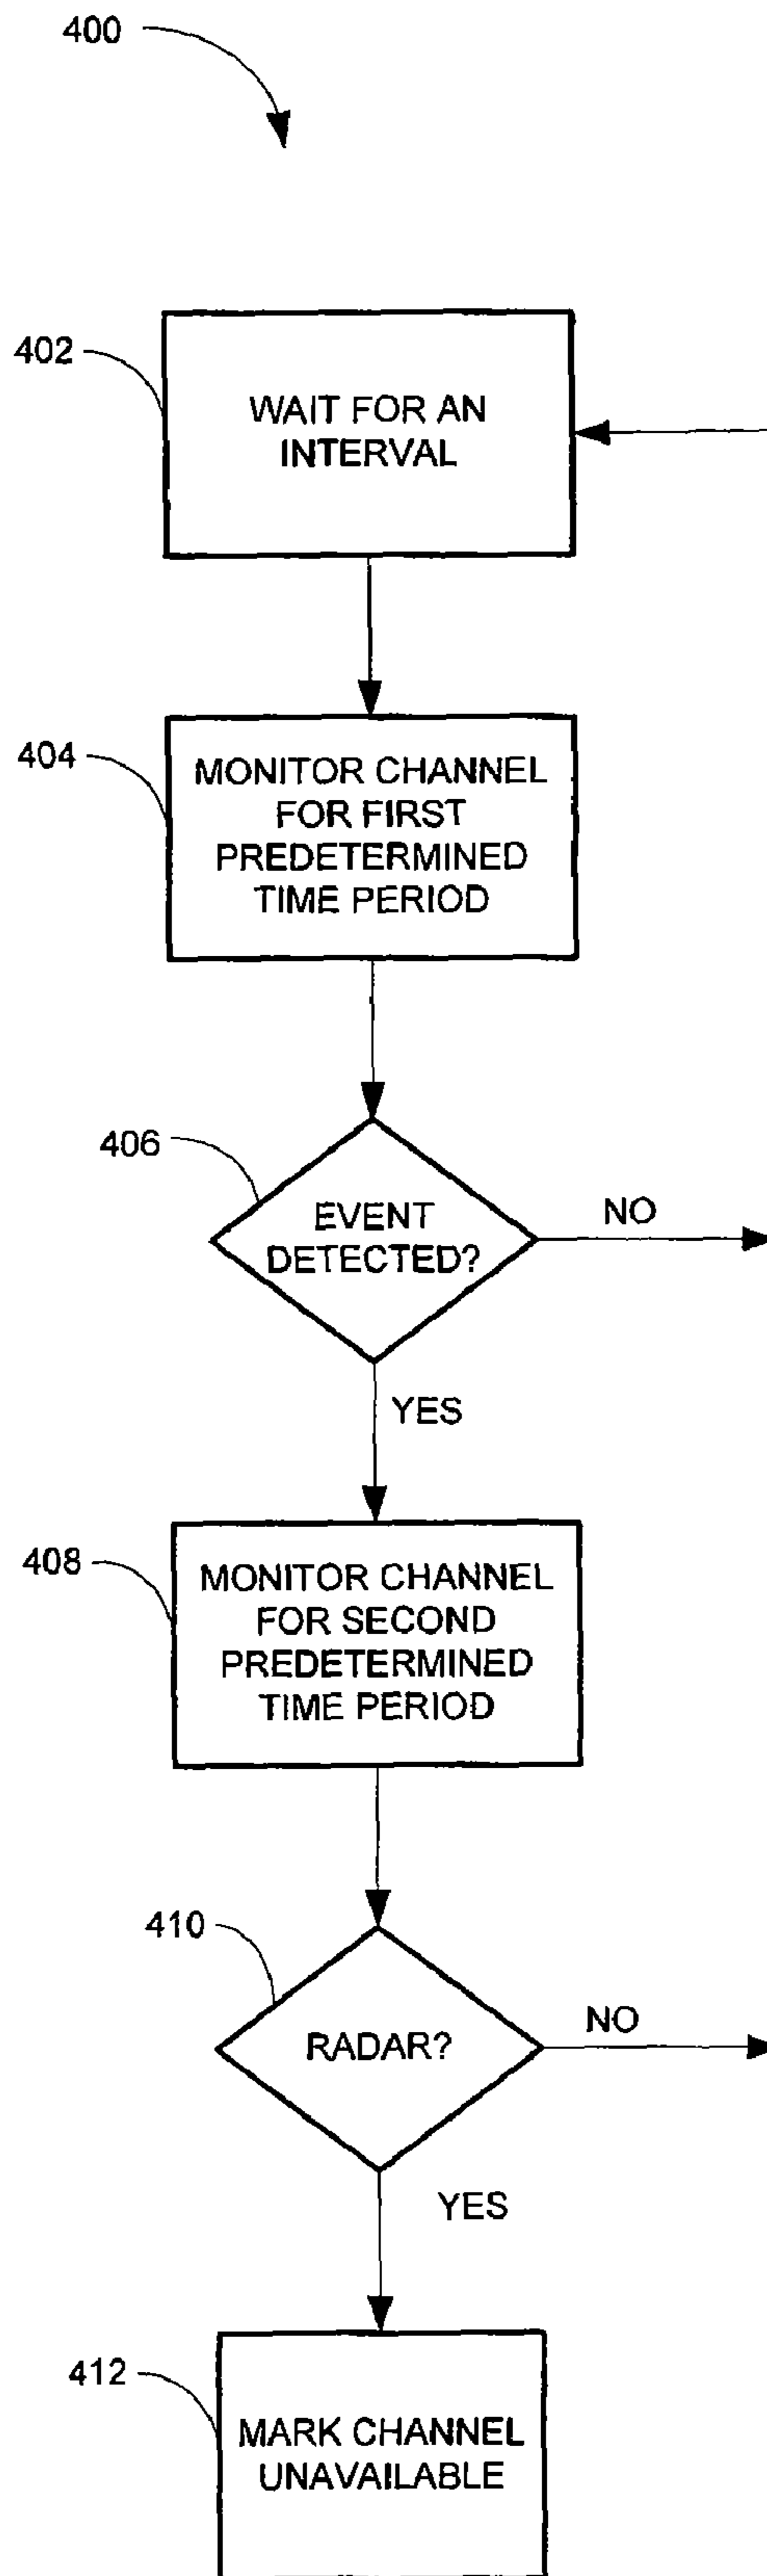 400
402
WAIT FOR AN
INTERVAL
404
MONITOR CHANNEL
FOR FIRST
PREDETERMINED
TIME PERIOD
406
EVENT
DETECTED?
NO
YES
408
MONITOR CHANNEL
FOR SECOND
PREDETERMINED
TIME PERIOD
410
RADAR?
NO
YES
412
MARK CHANNEL
UNAVAILABLE